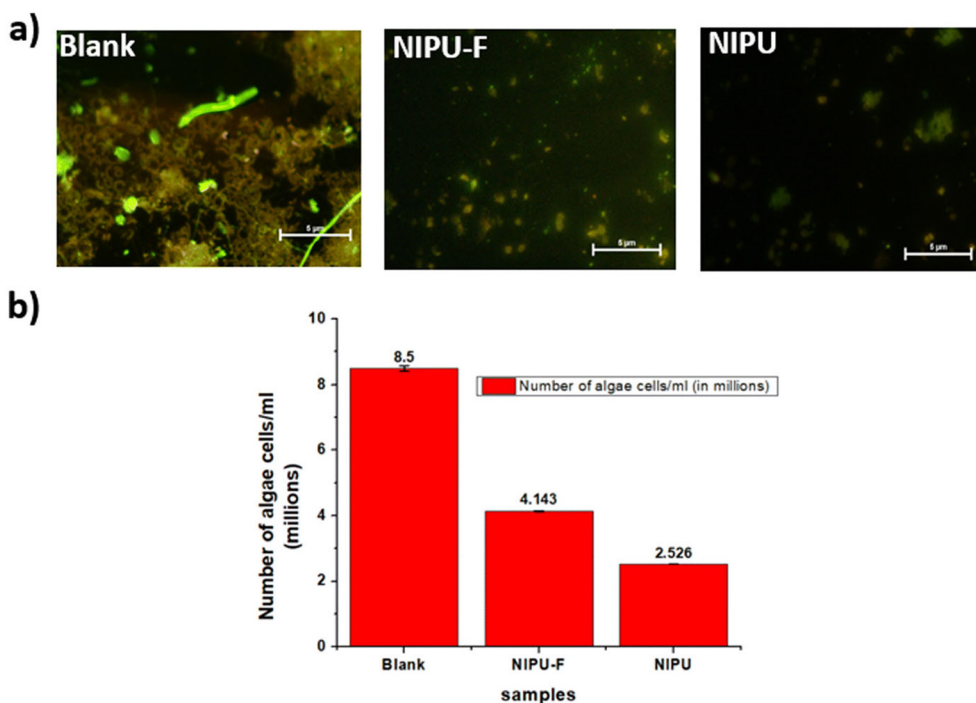 a)
Blank
NIPU-F
NIPU
5 µm
5 µm
5 µm
b)
10
8
6
4
2
0
Number of algae cells/ml
(millions)
8.5
Number of algae cells/ml (in millions)
4.143
2.526
Blank
NIPU-F
NIPU
samples